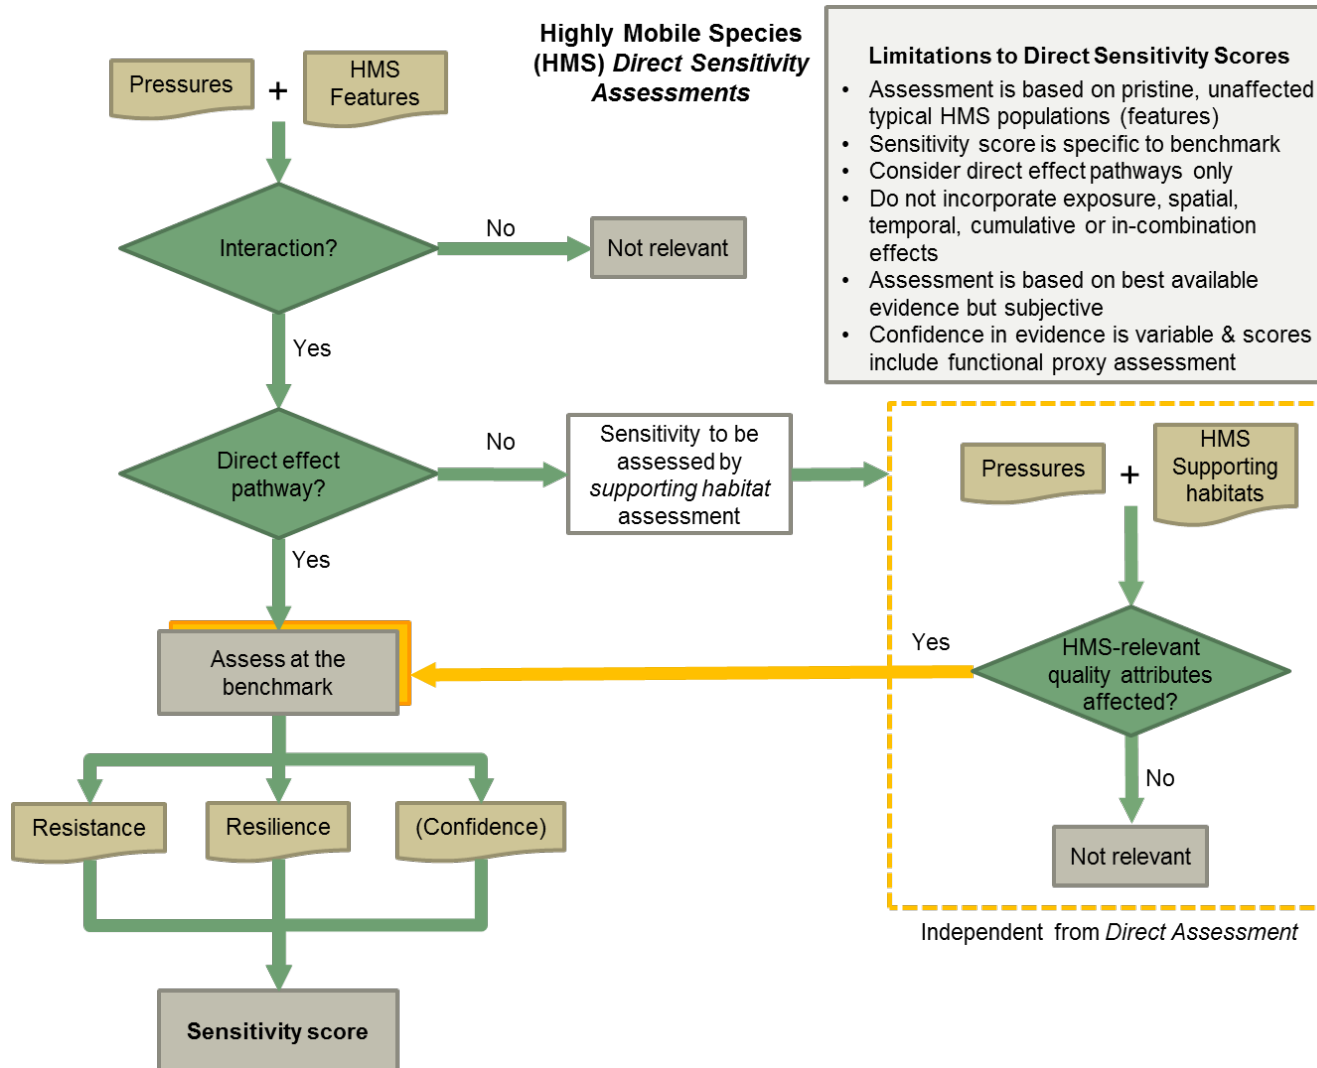 Highly Mobile Species
(HMS) Direct Sensitivity
Assessments
Pressures
+
HMS
Features
Interaction?
No
Not relevant
Yes
Direct effect
pathway?
No
Sensitivity to be
assessed by
supporting habitat
assessment
Yes
Assess at the
benchmark
Resistance
Resilience
(Confidence)
Sensitivity score
Limitations to Direct Sensitivity Scores
• Assessment is based on pristine, unaffected
typical HMS populations (features)
• Sensitivity score is specific to benchmark
• Consider direct effect pathways only
• Do not incorporate exposure, spatial,
temporal, cumulative or in-combination
effects
• Assessment is based on best available
evidence but subjective
• Confidence in evidence is variable & scores
include functional proxy assessment
Pressures
+
HMS
Supporting
habitats
HMS-relevant
quality attributes
affected?
Yes
No
Not relevant
Independent from Direct Assessment